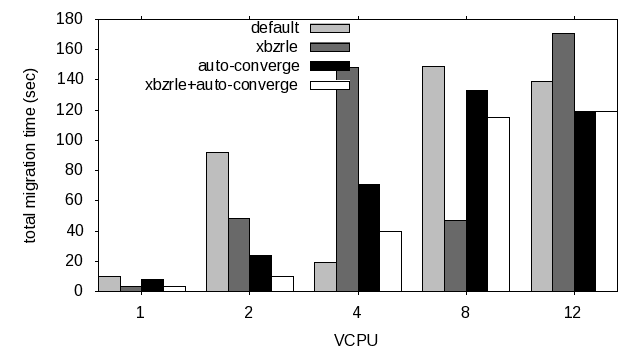 180
160
140
120
100
80
60
40
20
0
total migration time (sec)
default
xbzrle
auto-converge
xbzrle+auto-converge
1 2 4 8 12
VCPU